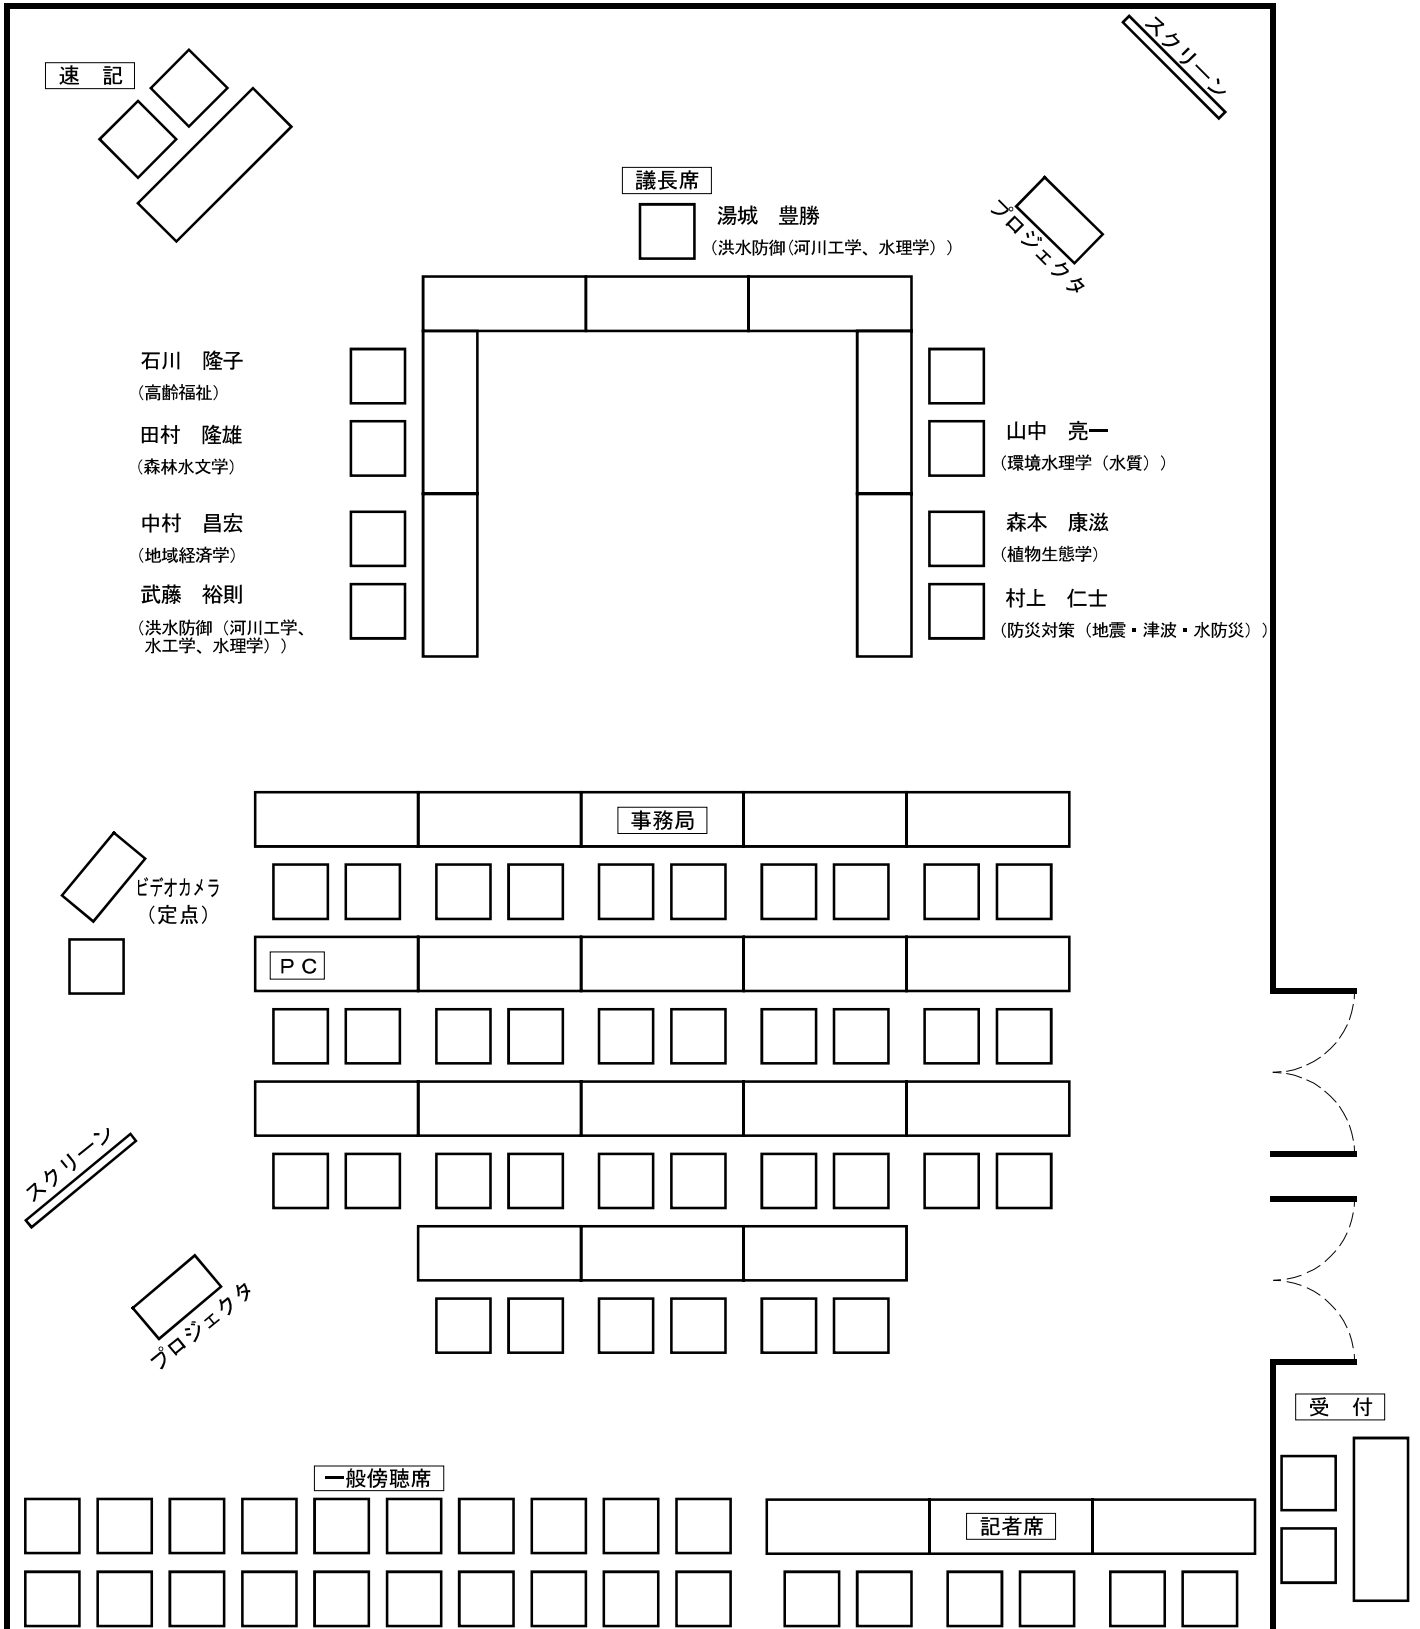 スクリーン
速　記
議長席
湯城　豊勝
（洪水防御（河川工学、水理学））
プロジェクタ
石川　隆子
（高齢福祉）
田村　隆雄
（森林水文学）
山中　亮一
（環境水理学（水質））
中村　昌宏
（地域経済学）
森本　康滋
（植物生態学）
武藤　裕則
（洪水防御（河川工学、
水工学、水理学））
村上　仁士
（防災対策（地震・津波・水防災））
事務局
ビデオカメラ
（定点）
ＰＣ
スクリーン
プロジェクタ
受　付
一般傍聴席
記者席